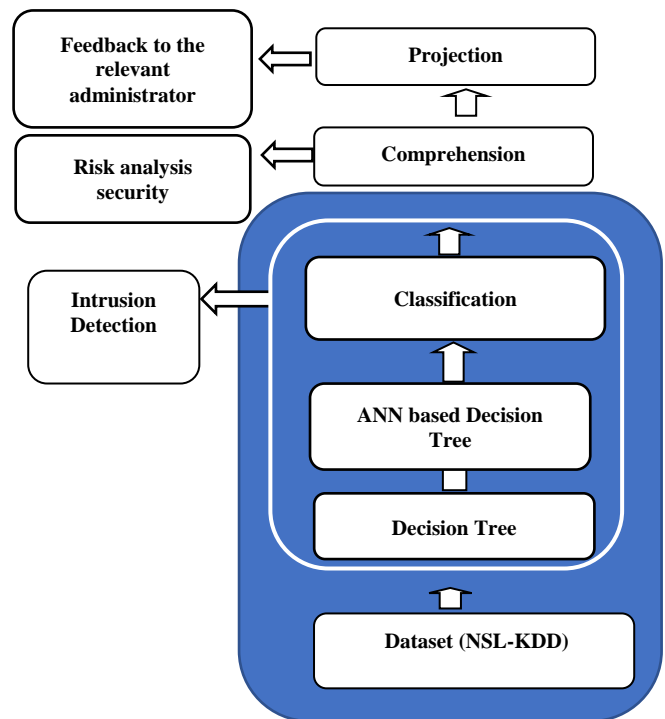 Feedback to the
relevant
administrator
Projection
Risk analysis
security
Comprehension
Intrusion
Detection
Classification
ANN based Decision
Tree
Decision Tree
Dataset (NSL-KDD)